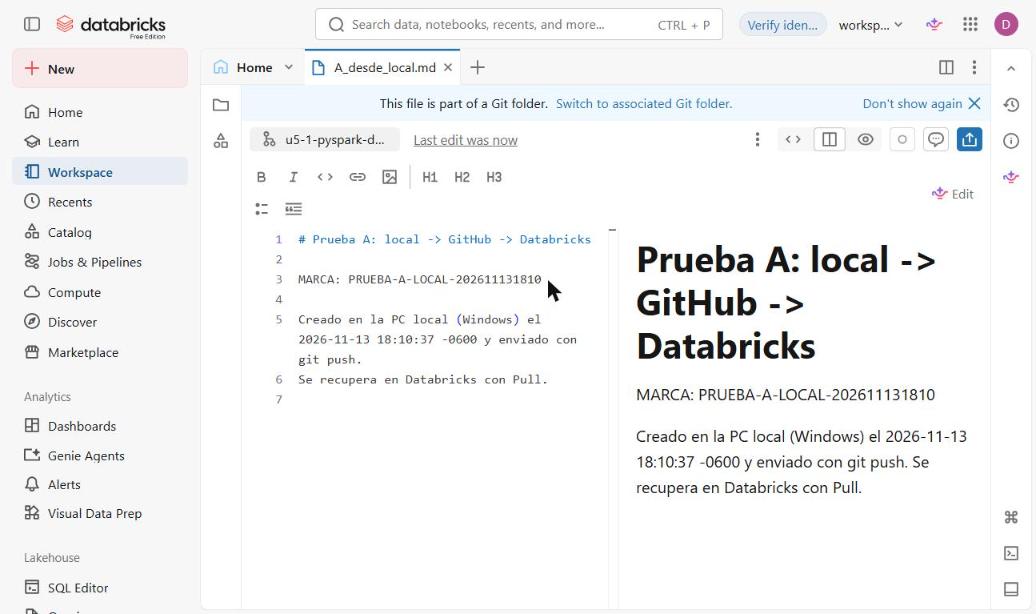 databricks
Free Edition
Search data, notebooks, recents, and more...
CTRL + P
Verify iden...
worksp...
D
New
Home
Learn
Workspace
Recents
Catalog
Jobs & Pipelines
Compute
Discover
Marketplace
Analytics
Dashboards
Genie Agents
Alerts
Visual Data Prep
Lakehouse
SQL Editor
Home
A_desde_local.md
This file is part of a Git folder. Switch to associated Git folder.
Don't show again
u5-1-pyspark-d...
Last edit was now
B I H1 H2 H3
Edit
1 # Prueba A: local -> GitHub -> Databricks
2
3 MARCA: PRUEBA-A-LOCAL-202611131810
4
5 Creado en la PC local (Windows) el
2026-11-13 18:10:37 -0600 y enviado con
git push.
6 Se recupera en Databricks con Pull.
7
Prueba A: local ->
GitHub ->
Databricks
MARCA: PRUEBA-A-LOCAL-202611131810
Creado en la PC local (Windows) el 2026-11-13
18:10:37 -0600 y enviado con git push. Se
recupera en Databricks con Pull.